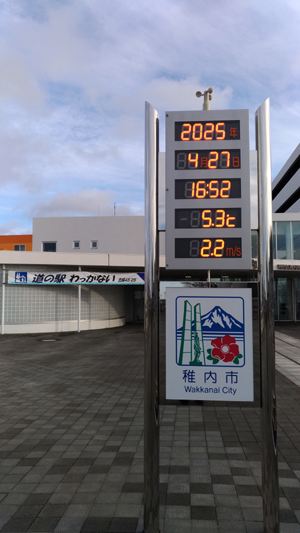 2025年
4月27日
16:52
5.3℃
2.2m/s
道の駅 わっかない
稚内市
Wakkanai City